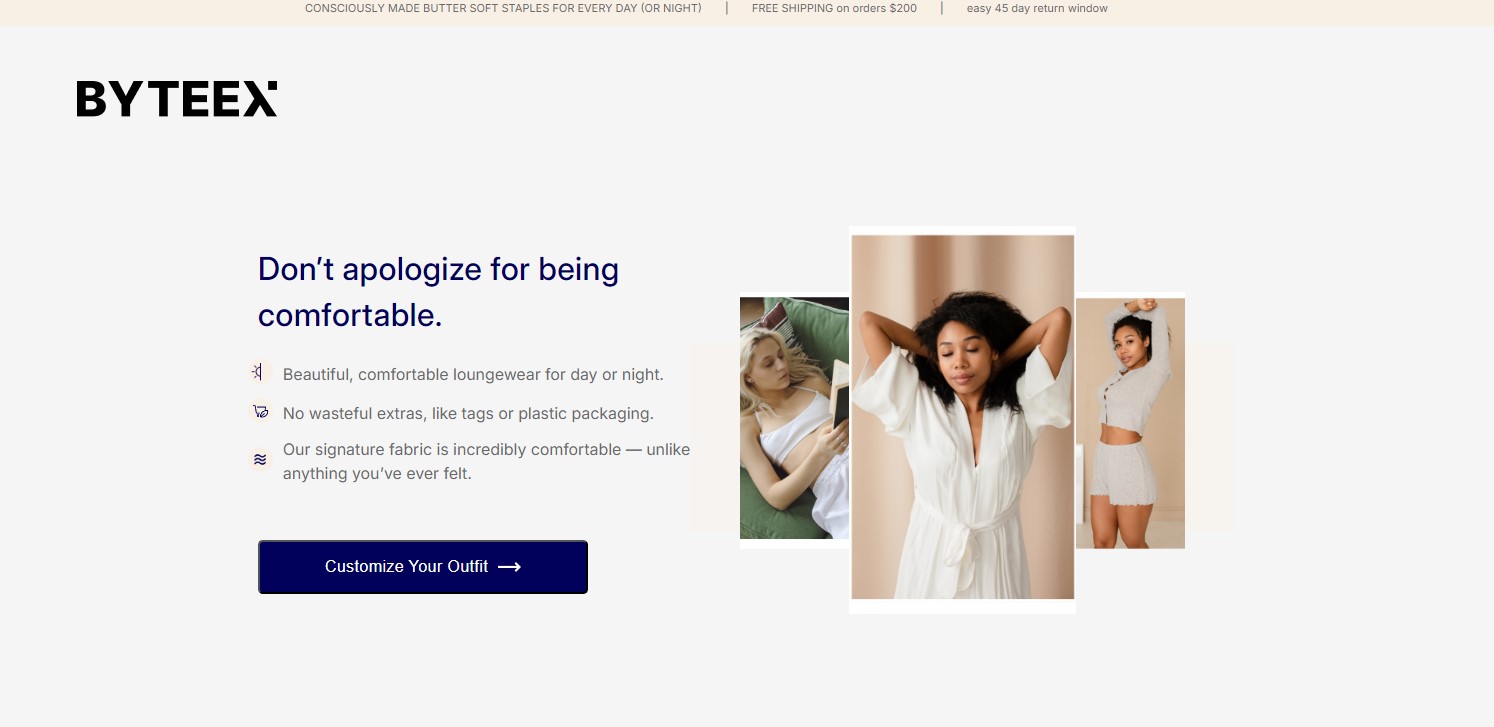 CONSCIOUSLY MADE BUTTER SOFT STAPLES FOR EVERY DAY (OR NIGHT) | FREE SHIPPING on orders $200 | easy 45 day return window
BYTEEX
Don’t apologize for being
comfortable.
Beautiful, comfortable loungewear for day or night.
No wasteful extras, like tags or plastic packaging.
Our signature fabric is incredibly comfortable — unlike
anything you’ve ever felt.
Customize Your Outfit ⟶